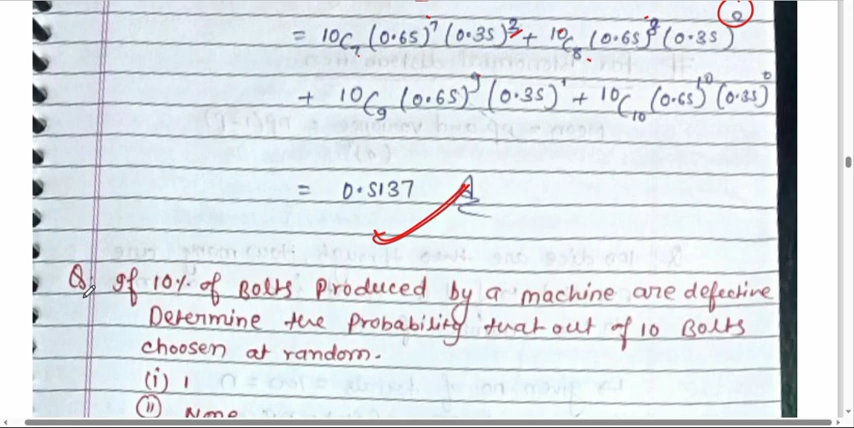 = 10C7 (0.65)^7 (0.35)^3 + 10C8 (0.65)^8 (0.35)^2
+ 10C9 (0.65)^9 (0.35)^1 + 10C10 (0.65)^10 (0.35)^0
= 0.5137 A
Q: If 10% of Bolts produced by a machine are defective
Determine the probability that out of 10 Bolts
choosen at random.
(i) 1
(ii) None